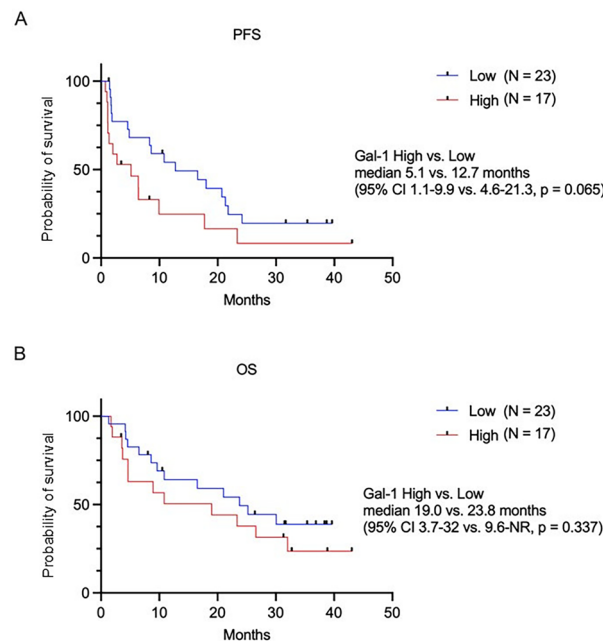 A
PFS
Low (N = 23)
High (N = 17)
Gal-1 High vs. Low
median 5.1 vs. 12.7 months
(95% CI 1.1-9.9 vs. 4.6-21.3, p = 0.065)
Probability of survival
100
50
0
0 10 20 30 40 50
Months
B
OS
Low (N = 23)
High (N = 17)
Gal-1 High vs. Low
median 19.0 vs. 23.8 months
(95% CI 3.7-32 vs. 9.6-NR, p = 0.337)
Probability of survival
100
50
0
0 10 20 30 40 50
Months